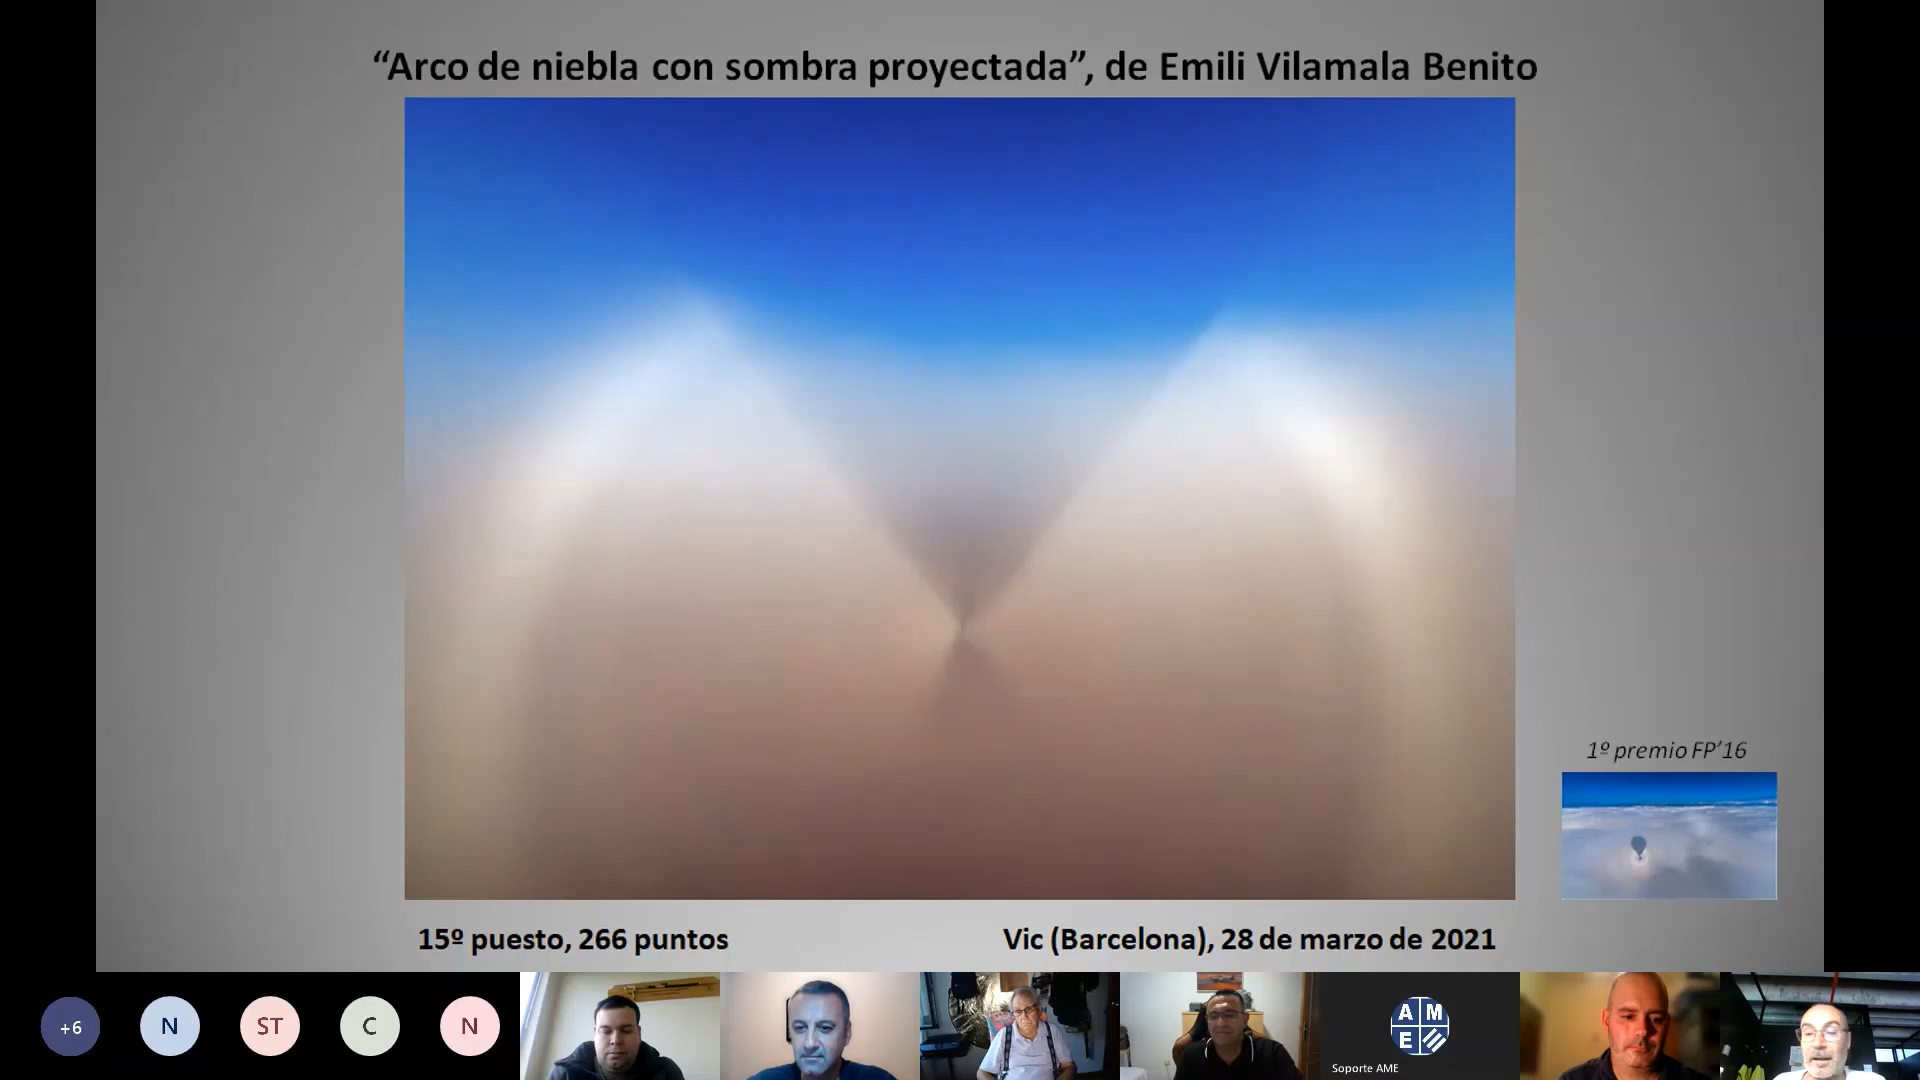 “Arco de niebla con sombra proyectada”, de Emili Vilamala Benito
1º premio FP’16
15º puesto, 266 puntos
Vic (Barcelona), 28 de marzo de 2021
+6
N
ST
C
N
A M
E
Soporte AME